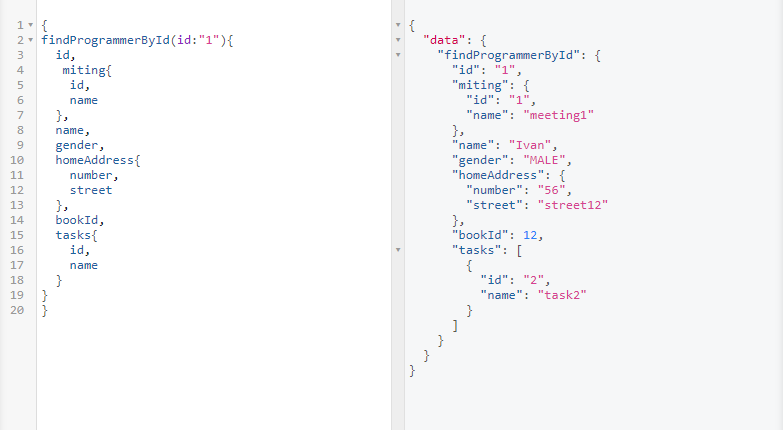 1 {
2 findProgrammerById(id:"1"){
3 id,
4 miting{
5 id,
6 name
7 },
8 name,
9 gender,
10 homeAddress{
11 number,
12 street
13 },
14 bookId,
15 tasks{
16 id,
17 name
18 }
19 }
20 }
{
"data": {
"findProgrammerById": {
"id": "1",
"miting": {
"id": "1",
"name": "meeting1"
},
"name": "Ivan",
"gender": "MALE",
"homeAddress": {
"number": "56",
"street": "street12"
},
"bookId": 12,
"tasks": [
{
"id": "2",
"name": "task2"
}
]
}
}
}